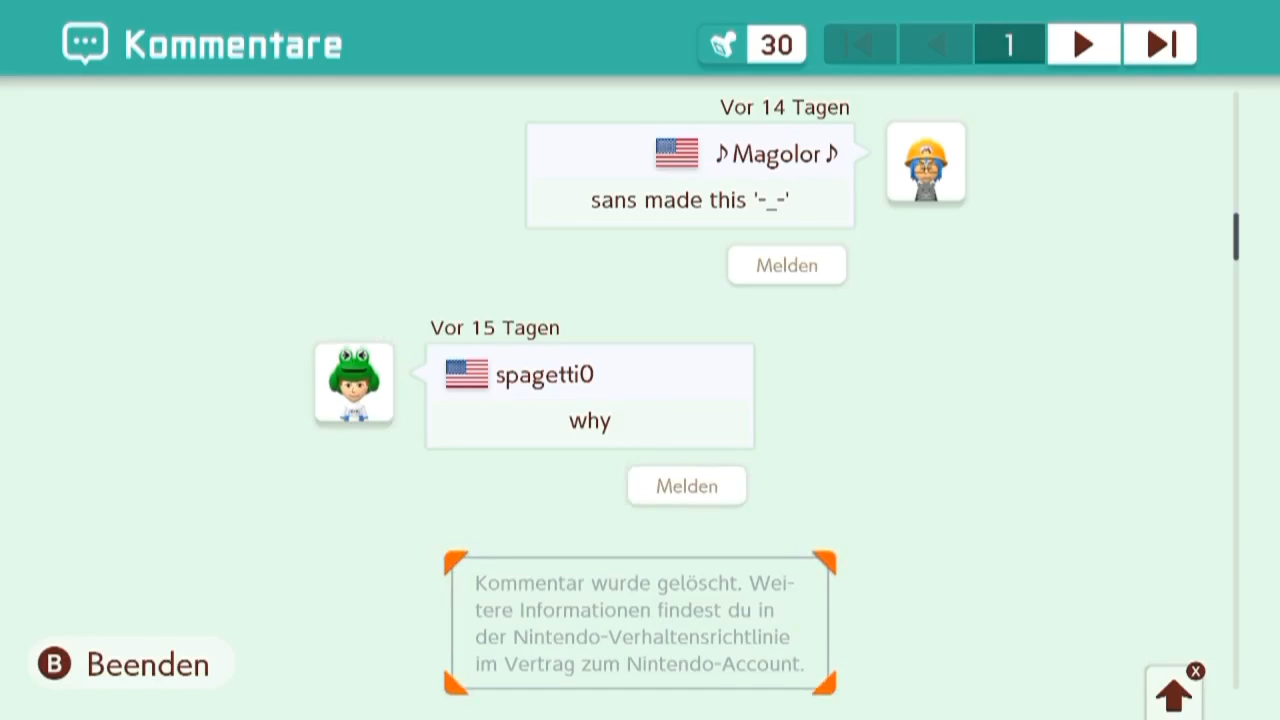 Kommentare
30
1
Vor 14 Tagen
♪Magolor♪
sans made this '-_-'
Melden
Vor 15 Tagen
spagetti0
why
Melden
Kommentar wurde gelöscht. Wei-
tere Informationen findest du in
der Nintendo-Verhaltensrichtlinie
im Vertrag zum Nintendo-Account.
B Beenden
X